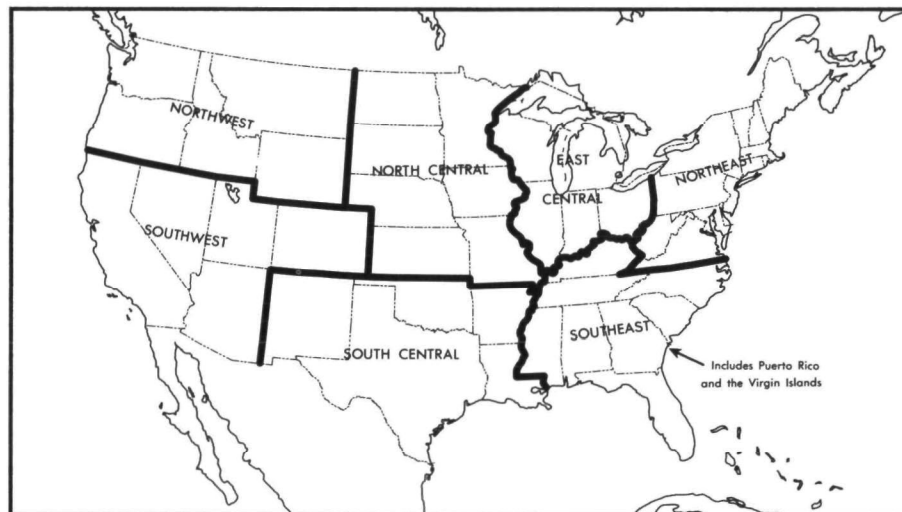 NORTHWEST
NORTH CENTRAL
EAST
CENTRAL
NORTHEAST
SOUTHWEST
SOUTH CENTRAL
SOUTHEAST
Includes Puerto Rico
and the Virgin Islands